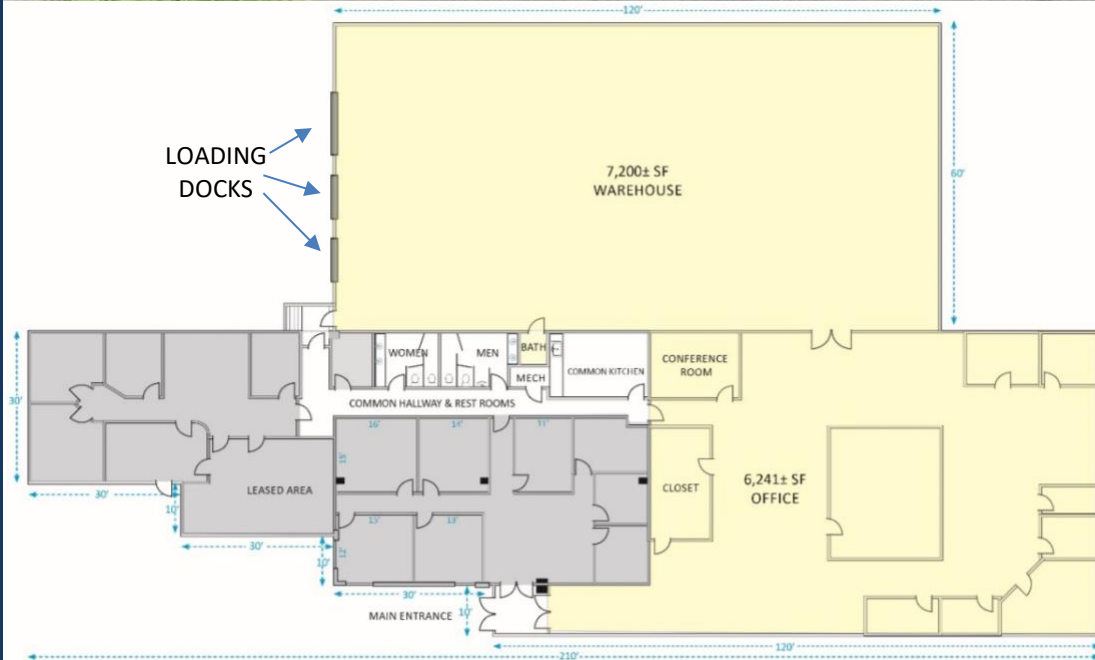 120'
LOADING
DOCKS
7,200± SF
WAREHOUSE
60'
WOMEN
MEN
BATH
MECH
COMMON KITCHEN
CONFERENCE
ROOM
30'
COMMON HALLWAY & REST ROOMS
16'
14'
11'
15'
LEASED AREA
CLOSET
6,241± SF
OFFICE
30'
10'
15'
13'
12'
30'
10'
30'
MAIN ENTRANCE
10'
120'
210'